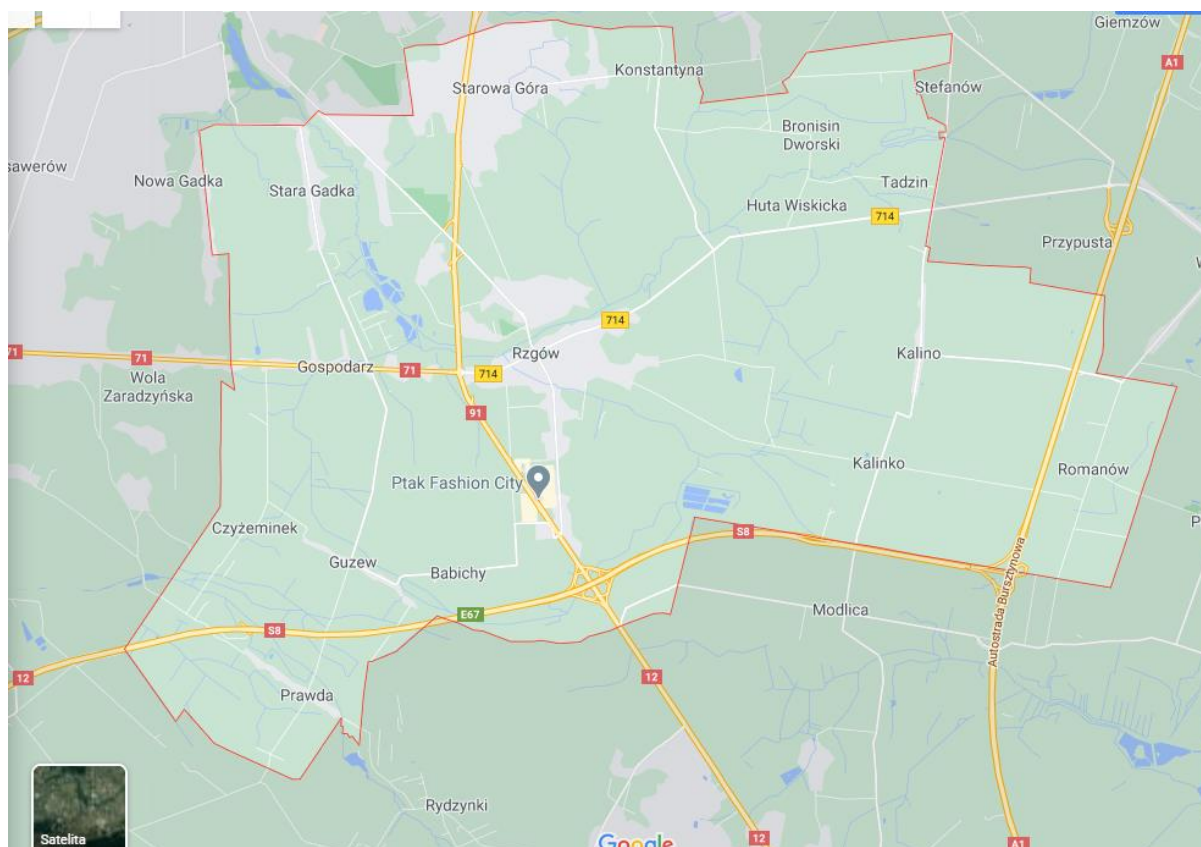 Giemzów
A1
Konstantyna
Starowa Góra
Stefanów
Bronisin
Dworski
sawerów
Nowa Gadka
Stara Gadka
Tadzin
Huta Wiskicka
714
Przypusta
714
71
71
Gospodarz
71
714
Rzgów
Kalino
Wola
Zaradzyńska
91
Ptak Fashion City
Kalinko
Romanów
Czyżeminek
S8
Guzew
Babichy
E67
S8
Modlica
Autostrada Bursztynowa
12
12
Prawda
Rydzynki
Satelita
Google
12
A1